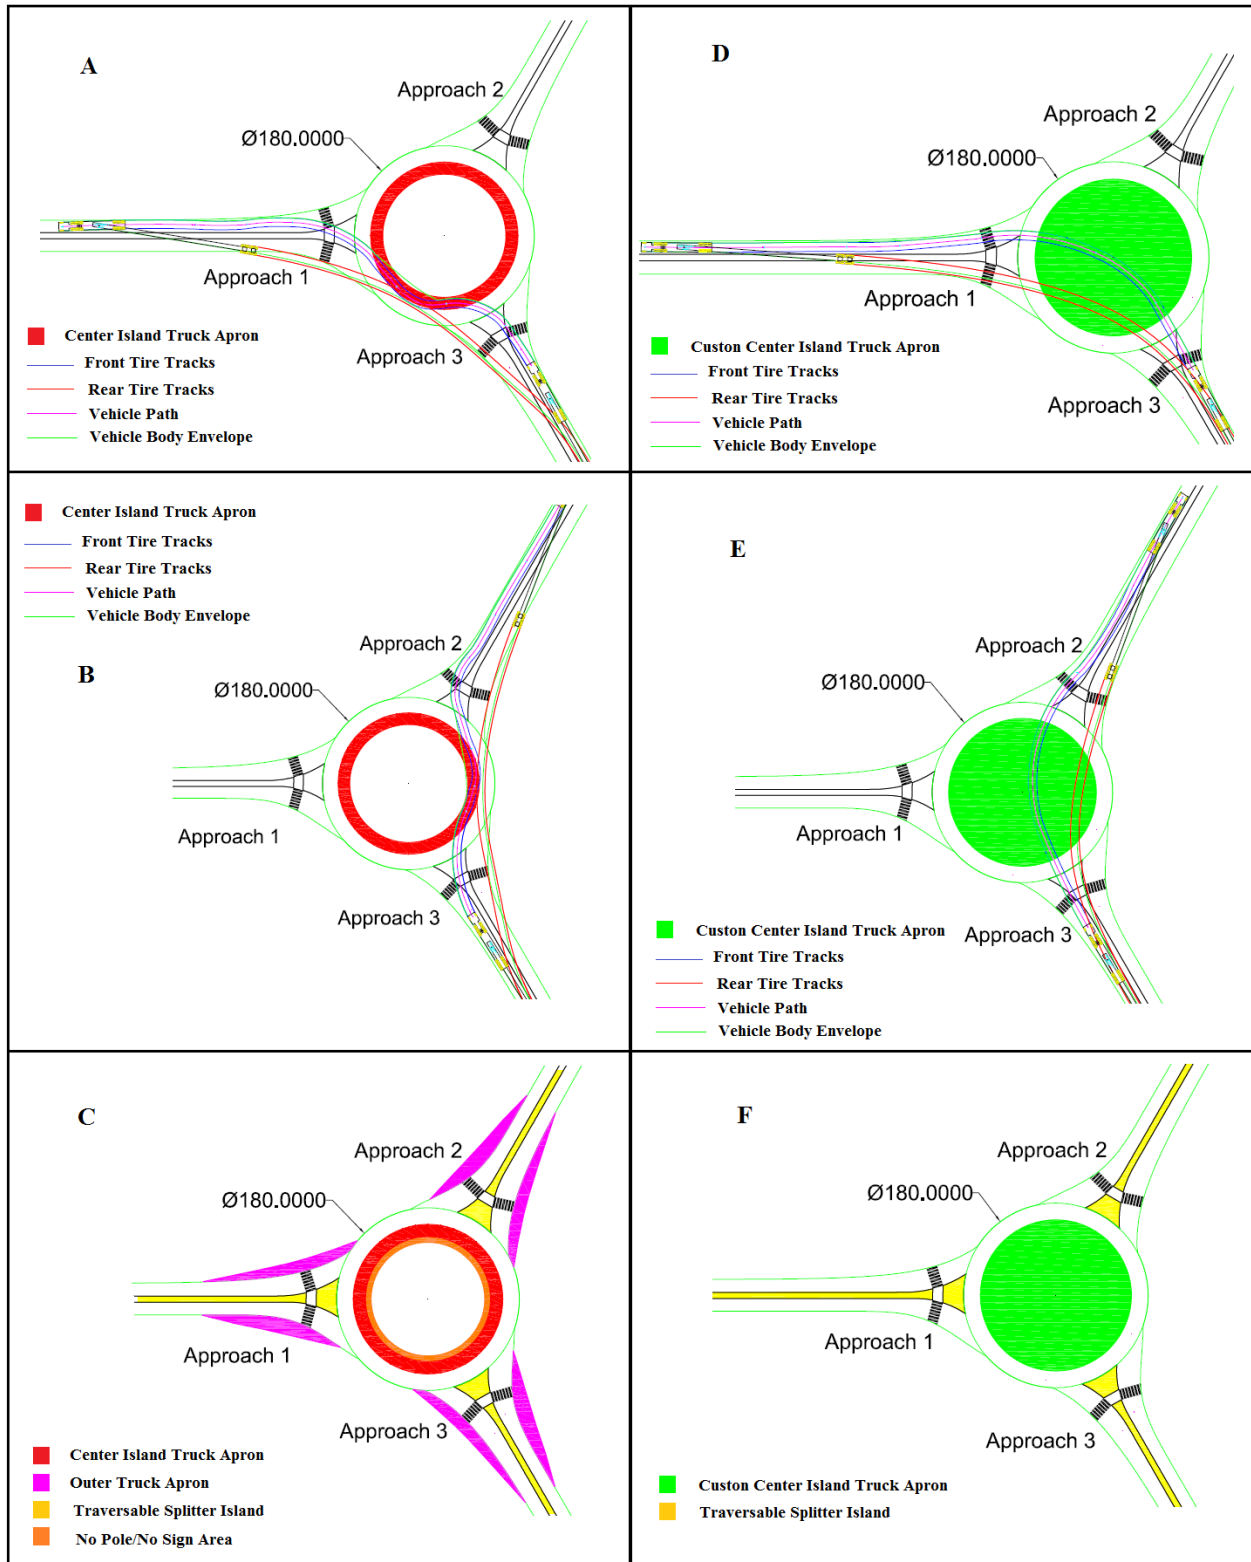 A
Approach 2
Ø180.0000
Approach 1
Approach 3
Center Island Truck Apron
Front Tire Tracks
Rear Tire Tracks
Vehicle Path
Vehicle Body Envelope
D
Approach 2
Ø180.0000
Approach 1
Approach 3
Custon Center Island Truck Apron
Front Tire Tracks
Rear Tire Tracks
Vehicle Path
Vehicle Body Envelope
Center Island Truck Apron
Front Tire Tracks
Rear Tire Tracks
Vehicle Path
Vehicle Body Envelope
B
Approach 2
Ø180.0000
Approach 1
Approach 3
E
Approach 2
Ø180.0000
Approach 1
Approach 3
Custon Center Island Truck Apron
Front Tire Tracks
Rear Tire Tracks
Vehicle Path
Vehicle Body Envelope
C
Approach 2
Ø180.0000
Approach 1
Approach 3
Center Island Truck Apron
Outer Truck Apron
Traversable Splitter Island
No Pole/No Sign Area
F
Approach 2
Ø180.0000
Approach 1
Approach 3
Custon Center Island Truck Apron
Traversable Splitter Island